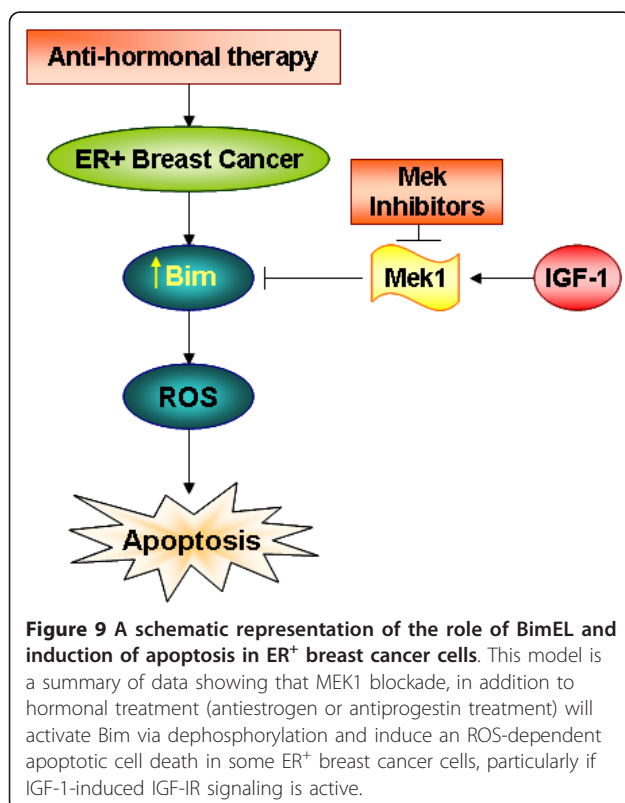 Anti-hormonal therapy
ER+ Breast Cancer
Mek
Inhibitors
↑Bim
Mek1
IGF-1
ROS
Apoptosis
Figure 9 A schematic representation of the role of BimEL and
induction of apoptosis in ER⁺ breast cancer cells. This model is
a summary of data showing that MEK1 blockade, in addition to
hormonal treatment (antiestrogen or antiprogestin treatment) will
activate Bim via dephosphorylation and induce an ROS-dependent
apoptotic cell death in some ER⁺ breast cancer cells, particularly if
IGF-1-induced IGF-IR signaling is active.